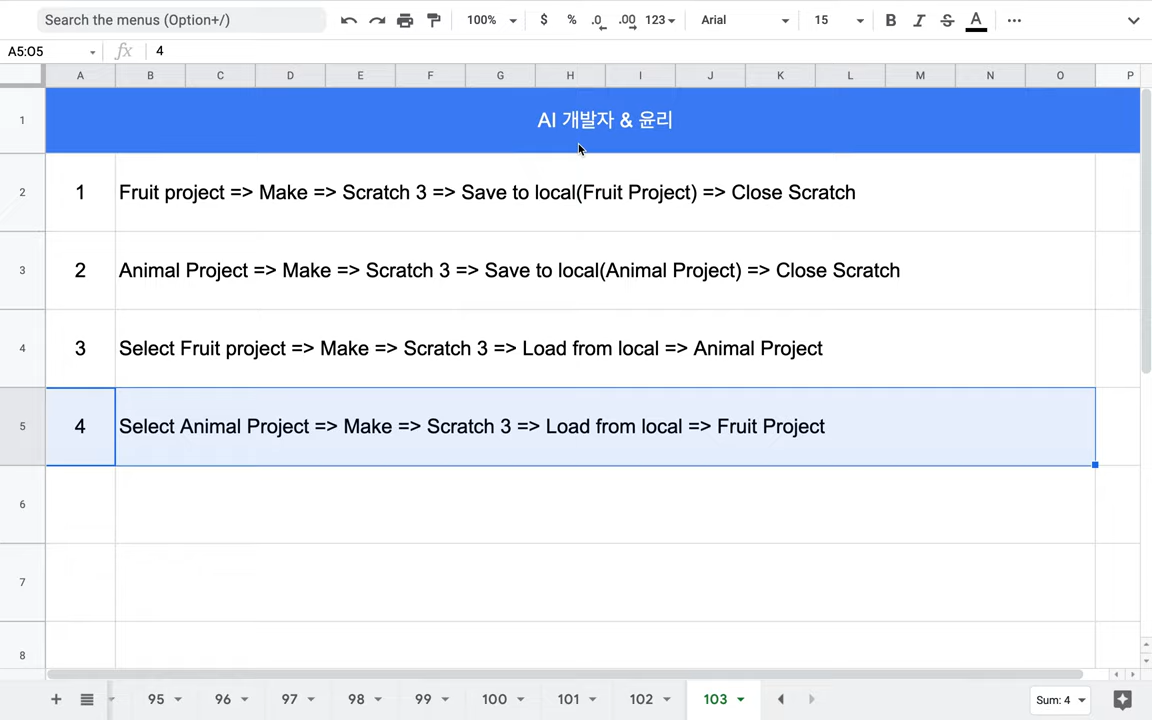 Search the menus (Option+/)
100%
$ % .0 .00 123
Arial
15
B I S A
A5:O5
fx 4
A B C D E F G H I J K L M N O P
1 AI 개발자 & 윤리
2 1 Fruit project => Make => Scratch 3 => Save to local(Fruit Project) => Close Scratch
3 2 Animal Project => Make => Scratch 3 => Save to local(Animal Project) => Close Scratch
4 3 Select Fruit project => Make => Scratch 3 => Load from local => Animal Project
5 4 Select Animal Project => Make => Scratch 3 => Load from local => Fruit Project
6
7
8
95 96 97 98 99 100 101 102 103
Sum: 4